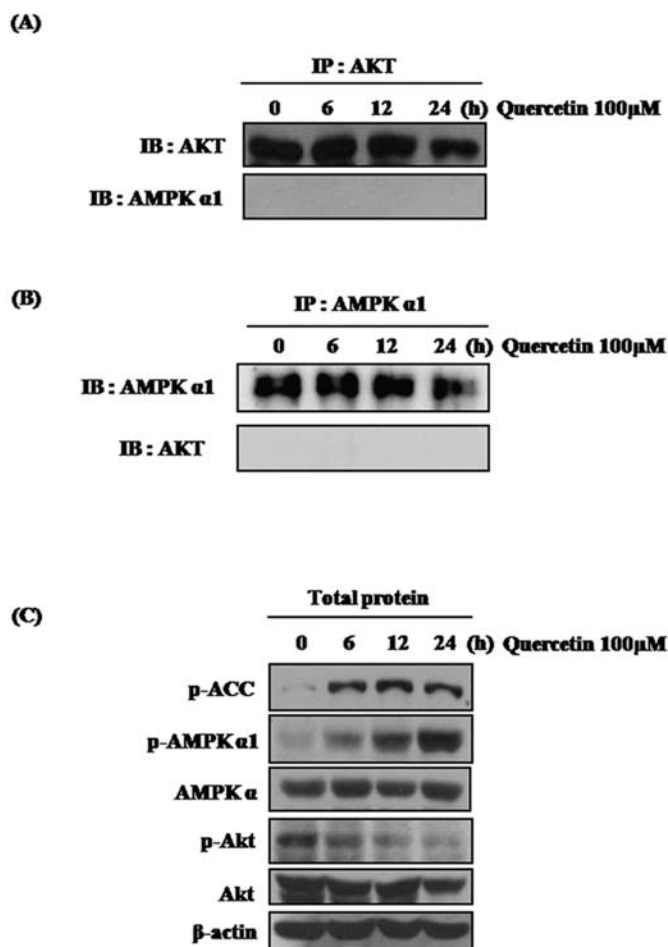 (A)
IP : AKT
0 6 12 24 (h) Quercetin 100μM
IB : AKT
IB : AMPK α1
(B)
IP : AMPK α1
0 6 12 24 (h) Quercetin 100μM
IB : AMPK α1
IB : AKT
(C)
Total protein
0 6 12 24 (h) Quercetin 100μM
p-ACC
p-AMPK α1
AMPK α
p-Akt
Akt
β-actin